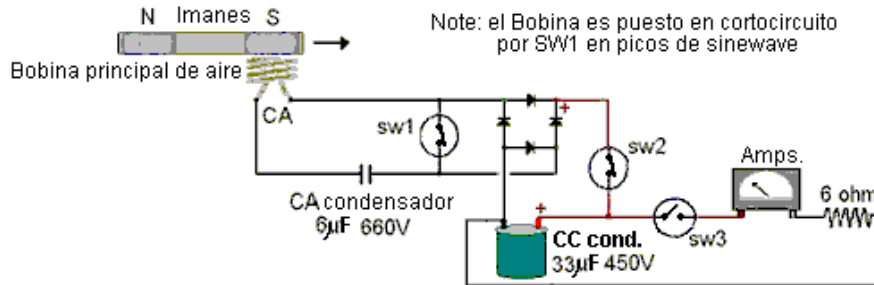 N Imanes S
Note: el Bobina es puesto en cortocircuito
por SW1 en picos de sinewave
Bobina principal de aire
CA
sw1
+
sw2
Amps.
6 ohm
CA condensador
6µF 660V
+
CC cond.
33µF 450V
sw3